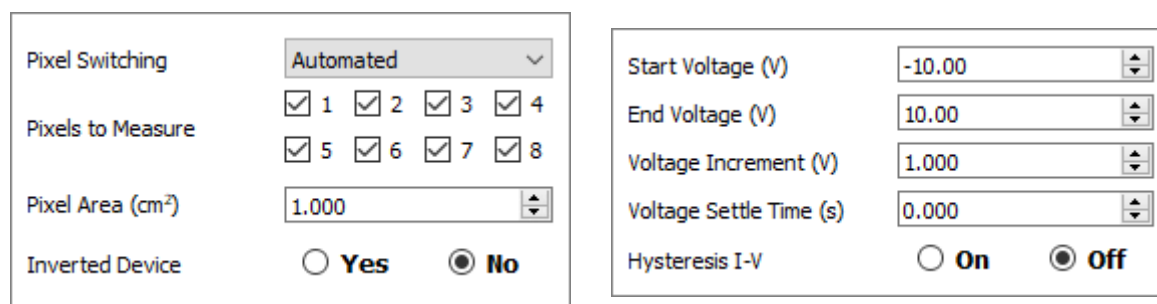 Pixel Switching Automated
Pixels to Measure
1 2 3 4
5 6 7 8
Pixel Area (cm²) 1.000
Inverted Device Yes No
Start Voltage (V) -10.00
End Voltage (V) 10.00
Voltage Increment (V) 1.000
Voltage Settle Time (s) 0.000
Hysteresis I-V On Off